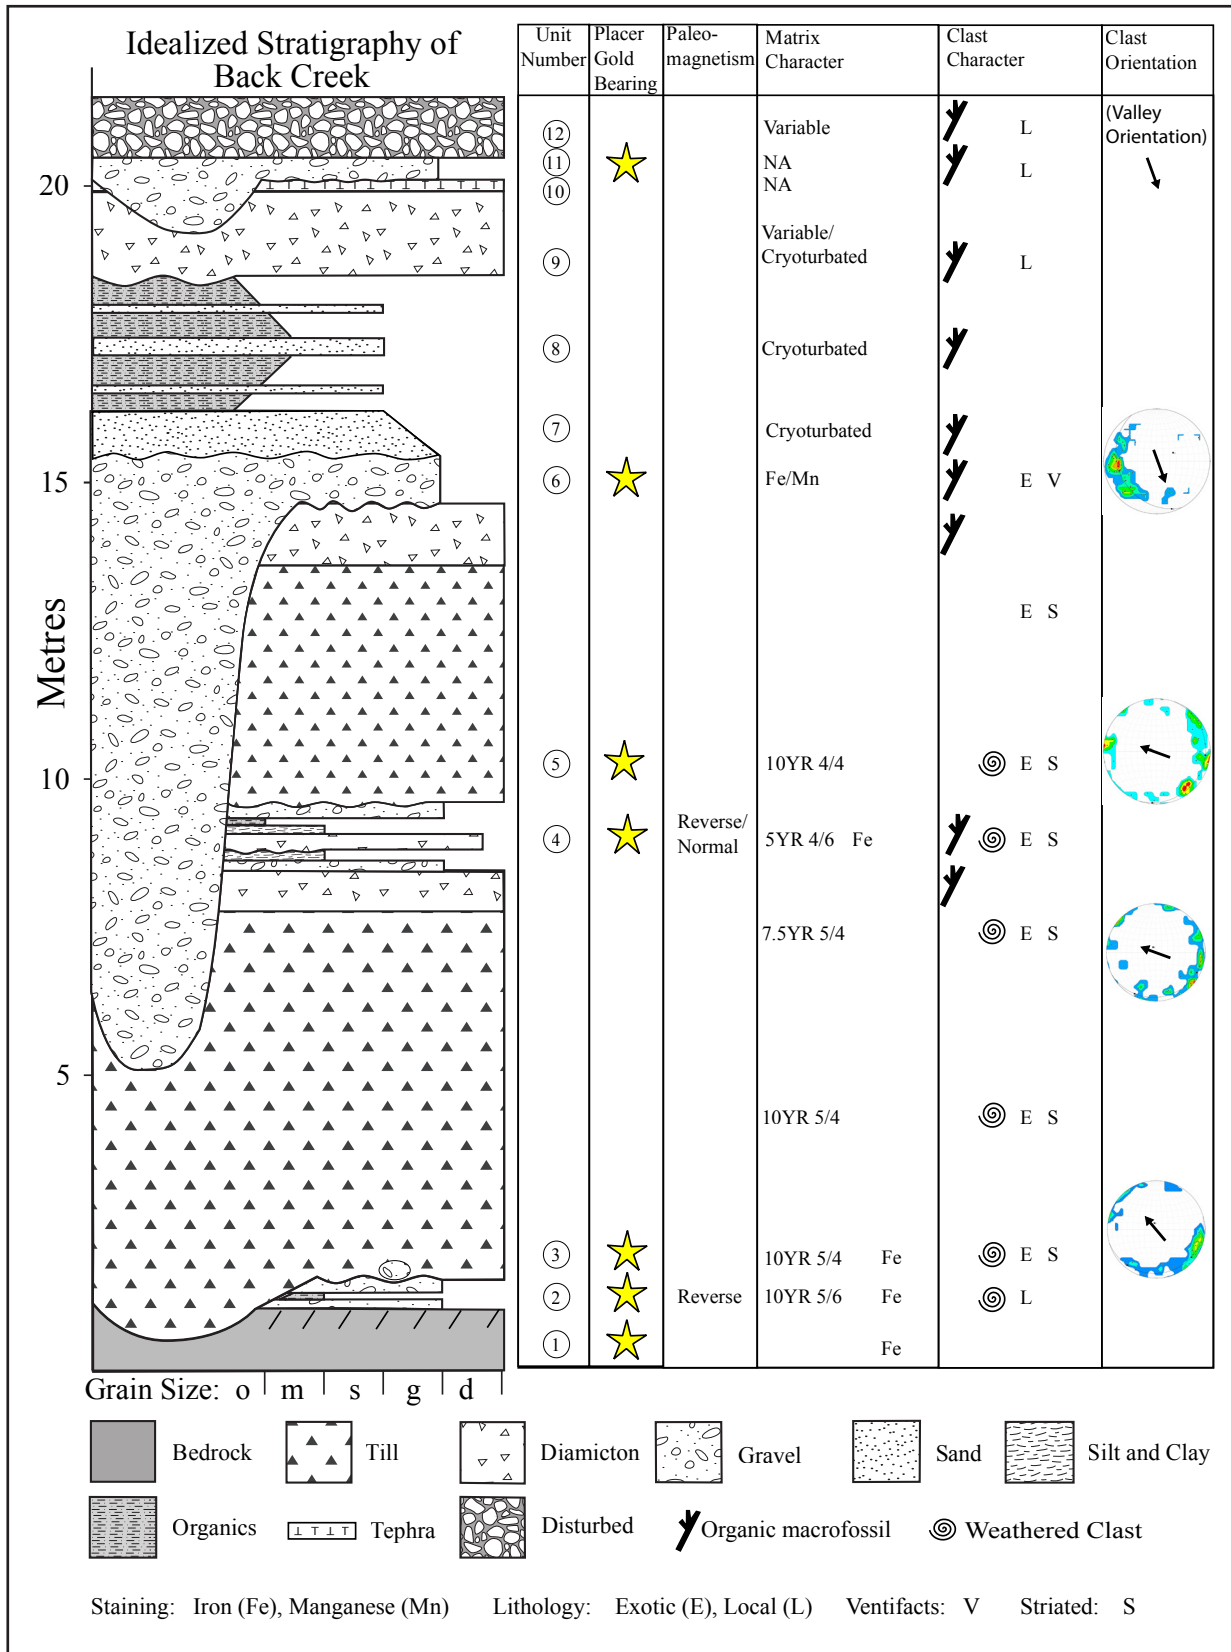 Idealized Stratigraphy of
Back Creek
Unit
Number
Placer
Gold
Bearing
Paleo-
magnetism
Matrix
Character
Clast
Character
Clast
Orientation
Metres
20
15
10
5
12
Variable
L
(Valley
Orientation)
11
NA
L
10
NA
9
Variable/
Cryoturbated
L
8
Cryoturbated
7
Cryoturbated
6
Fe/Mn
E V
E S
5
10YR 4/4
E S
4
Reverse/
Normal
5YR 4/6 Fe
E S
7.5YR 5/4
E S
10YR 5/4
E S
3
10YR 5/4 Fe
E S
2
Reverse
10YR 5/6 Fe
L
1
Fe
Grain Size: o m s g d
Bedrock
Till
Diamicton
Gravel
Sand
Silt and Clay
Organics
Tephra
Disturbed
Organic macrofossil
Weathered Clast
Staining: Iron (Fe), Manganese (Mn) Lithology: Exotic (E), Local (L) Ventifacts: V Striated: S